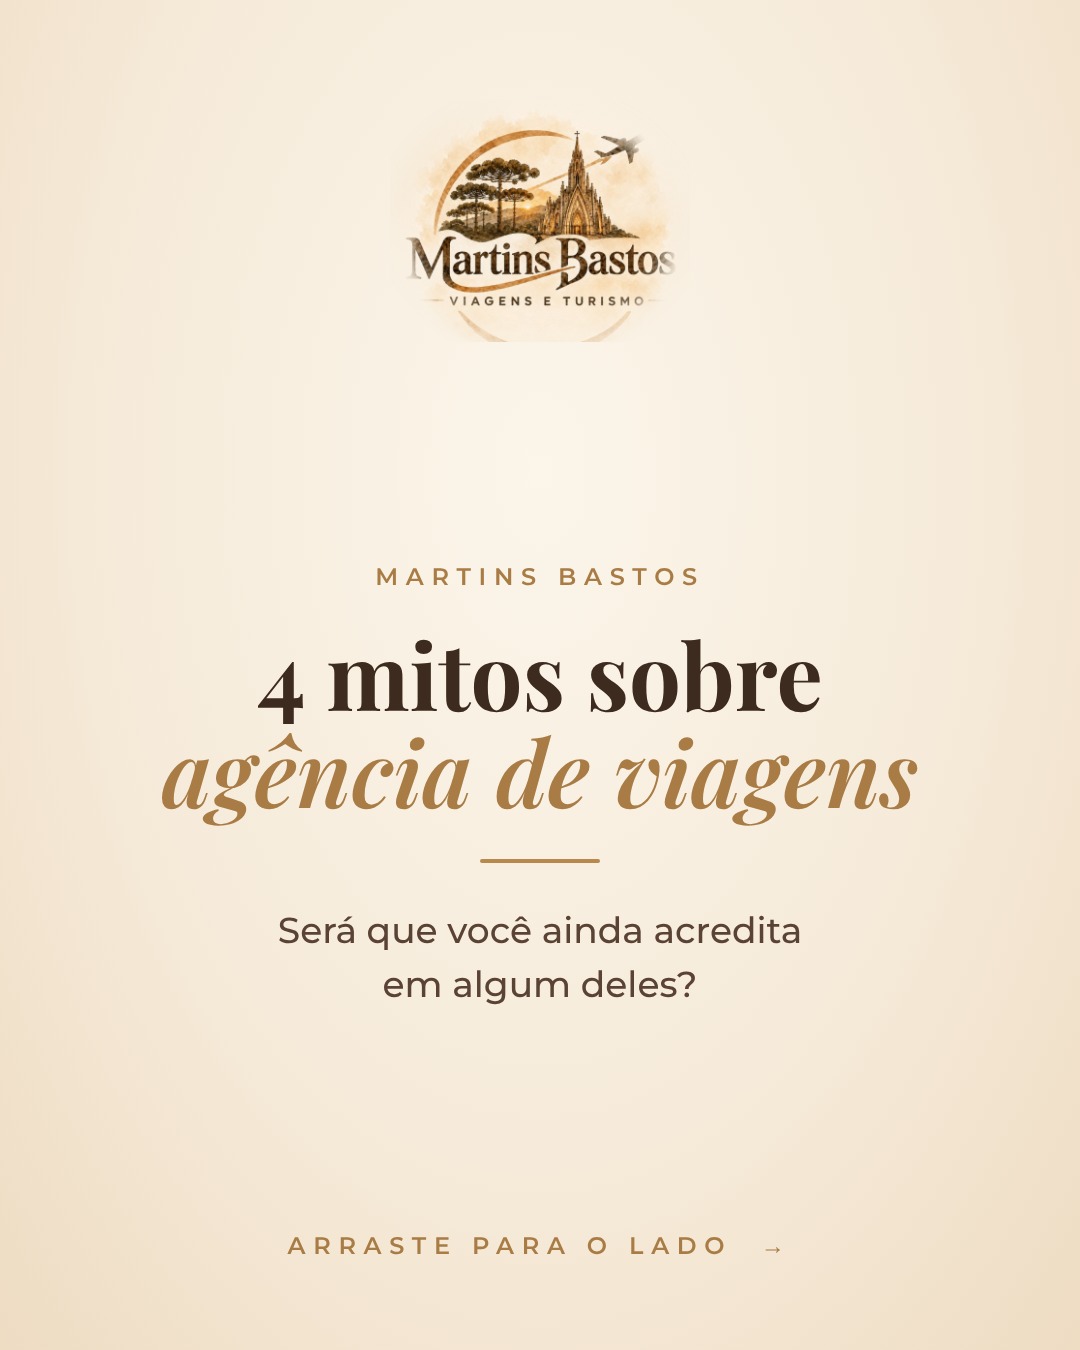 Martins Bastos
VIAGENS E TURISMO
MARTINS BASTOS
4 mitos sobre
agência de viagens
Será que você ainda acredita
em algum deles?
ARRASTE PARA O LADO →